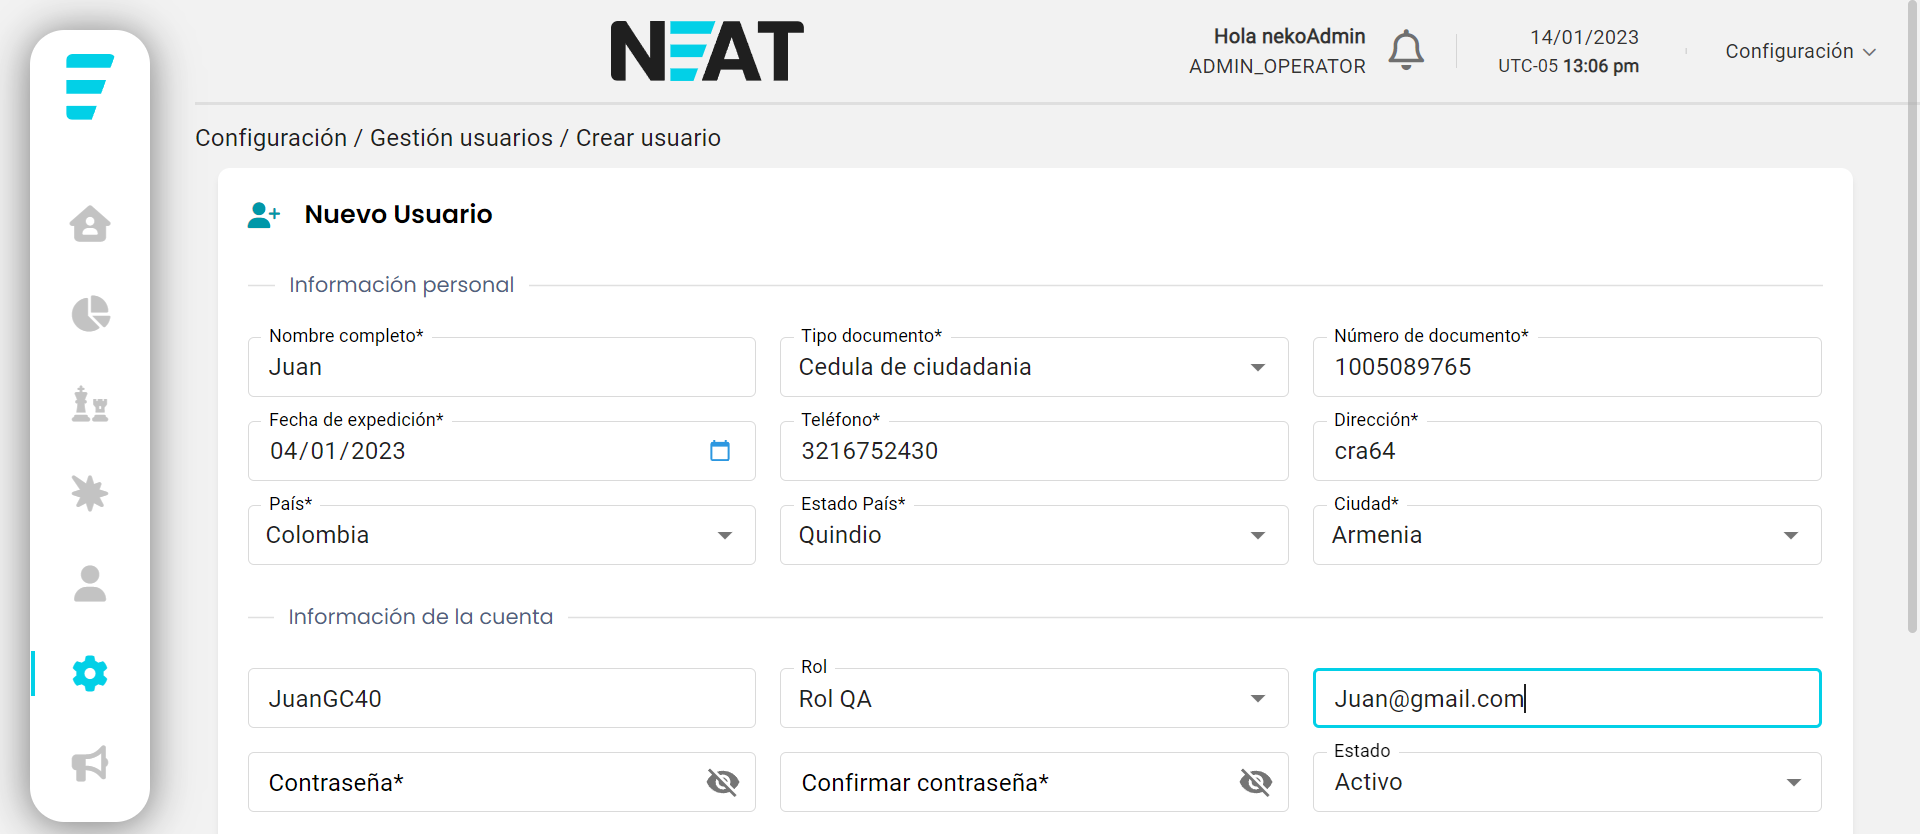 NEAT
Hola nekoAdmin
ADMIN_OPERATOR
14/01/2023
UTC-05 13:06 pm
Configuración
Configuración / Gestión usuarios / Crear usuario
Nuevo Usuario
Información personal
Nombre completo*
Juan
Tipo documento*
Cedula de ciudadania
Número de documento*
1005089765
Fecha de expedición*
04/01/2023
Teléfono*
3216752430
Dirección*
cra64
País*
Colombia
Estado País*
Quindio
Ciudad*
Armenia
Información de la cuenta
JuanGC40
Rol
Rol QA
Juan@gmail.com
Contraseña*
Confirmar contraseña*
Estado
Activo